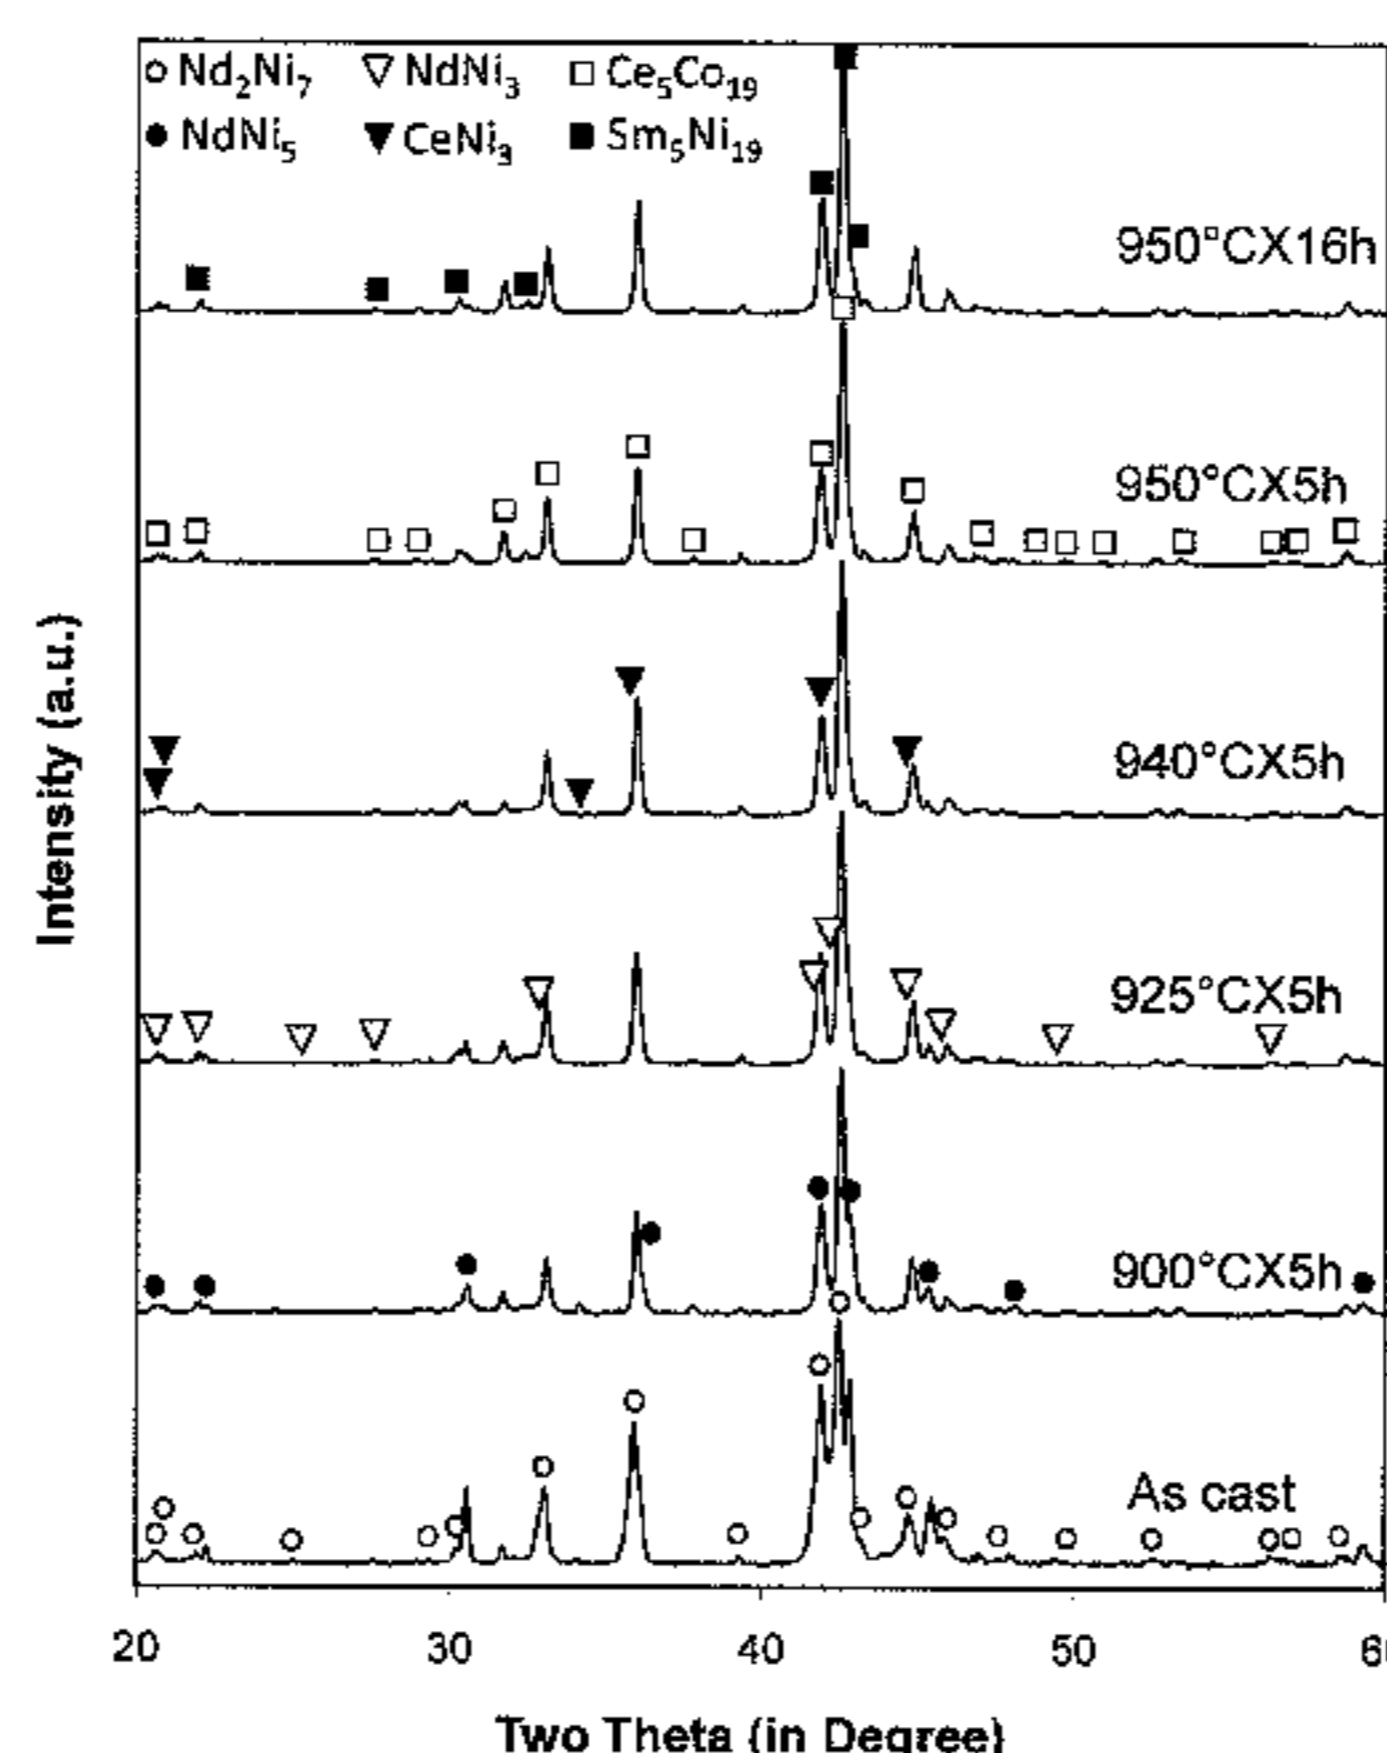 ○ Nd₂Ni₇ ▽ NdNi₃ □ Ce₅Co₁₉
● NdNi₅ ▼ CeNi₃ ■ Sm₅Ni₁₉
950°CX16h
950°CX5h
940°CX5h
925°CX5h
900°CX5h
As cast
Intensity (a.u.)
20 30 40 50 6
Two Theta (in Degree)